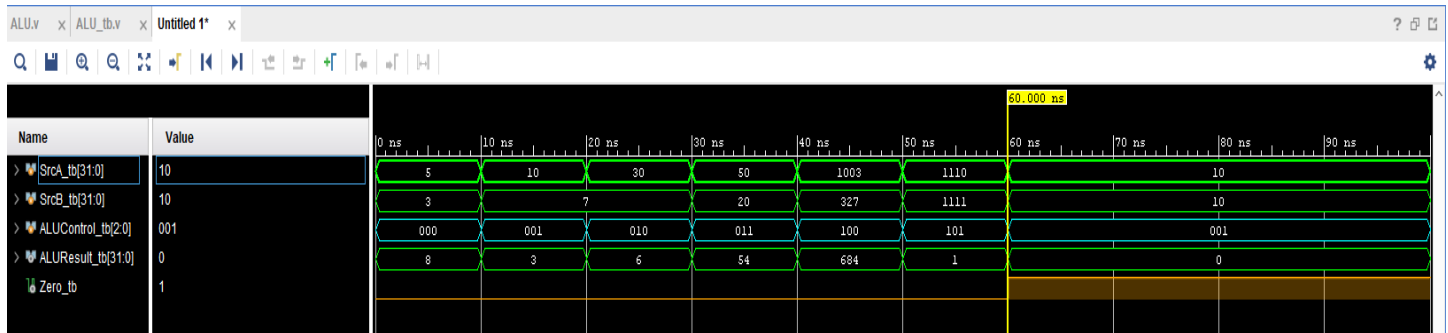 ALU.v x ALU_tb.v x Untitled 1* x
60.000 ns
Name Value
0 ns 10 ns 20 ns 30 ns 40 ns 50 ns 60 ns 70 ns 80 ns 90 ns
SrcA_tb[31:0] 10 5 10 30 50 1003 1110 10
SrcB_tb[31:0] 10 3 7 20 327 1111 10
ALUControl_tb[2:0] 001 000 001 010 011 100 101 001
ALUResult_tb[31:0] 0 8 3 6 54 684 1 0
Zero_tb 1